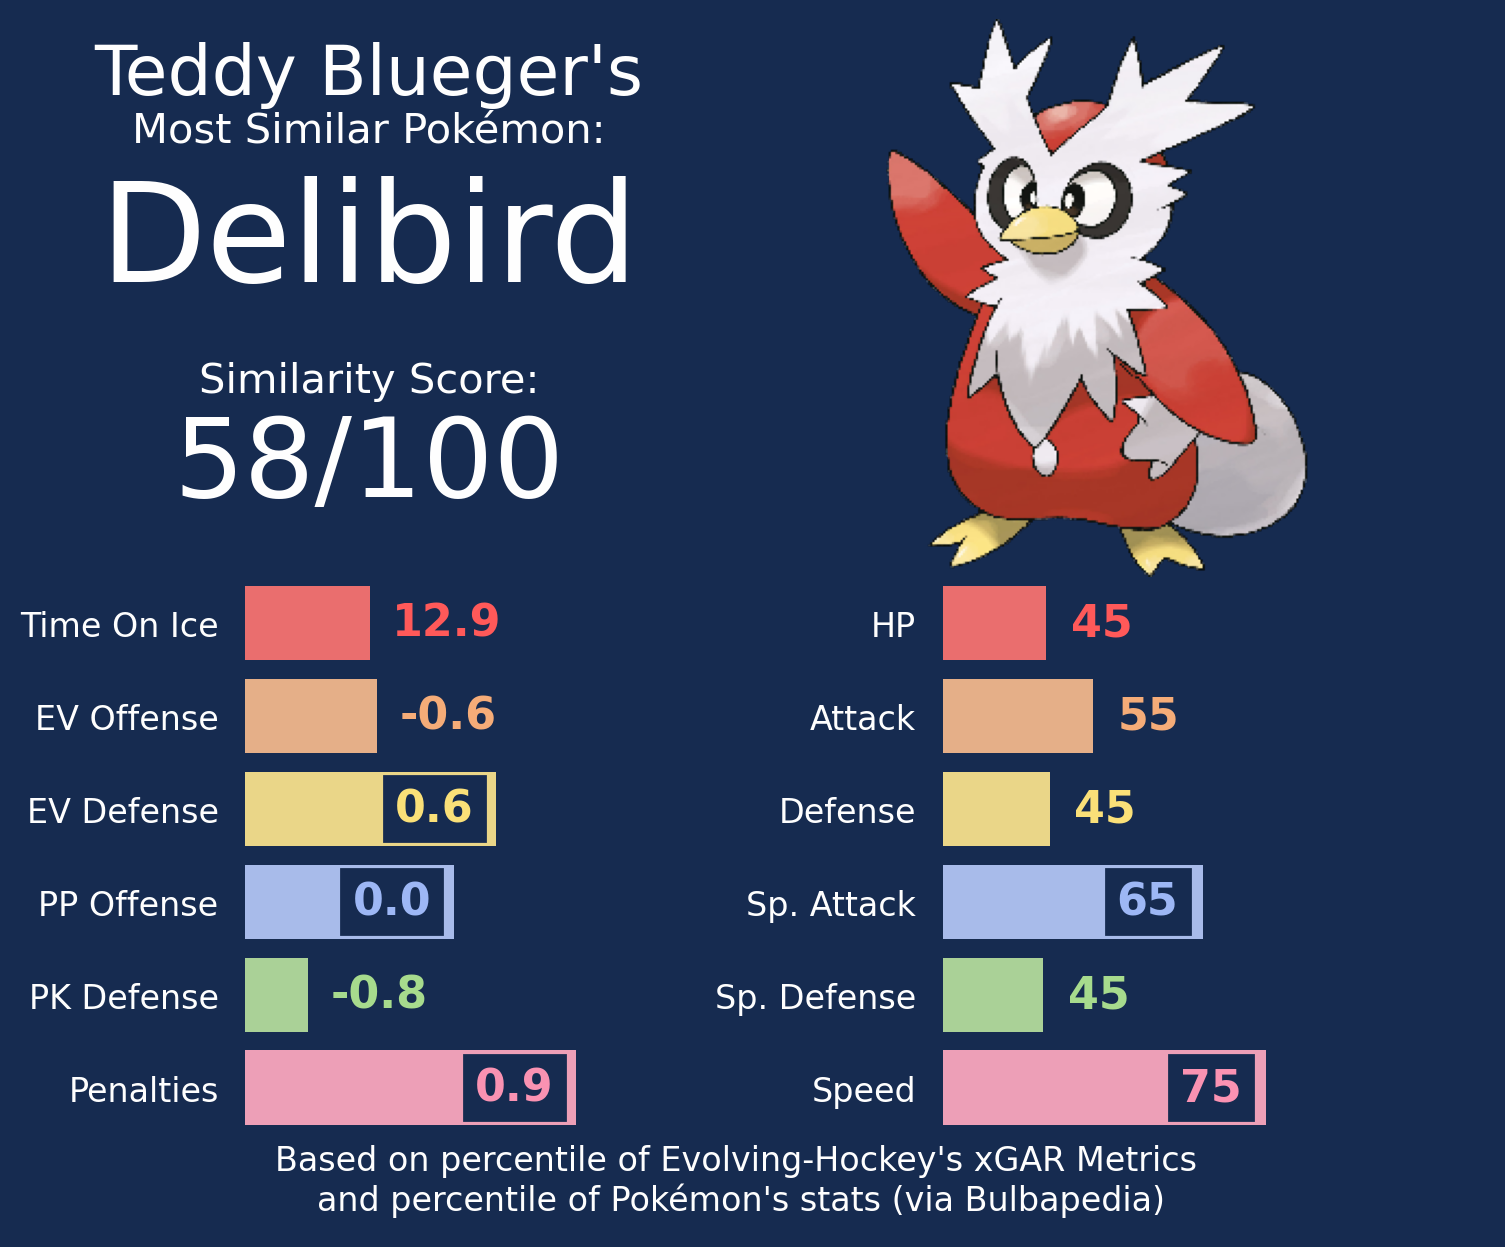 Teddy Blueger's
Most Similar Pokémon:
Delibird
Similarity Score:
58/100
Time On Ice 12.9
EV Offense -0.6
EV Defense 0.6
PP Offense 0.0
PK Defense -0.8
Penalties 0.9
HP 45
Attack 55
Defense 45
Sp. Attack 65
Sp. Defense 45
Speed 75
Based on percentile of Evolving-Hockey's xGAR Metrics
and percentile of Pokémon's stats (via Bulbapedia)